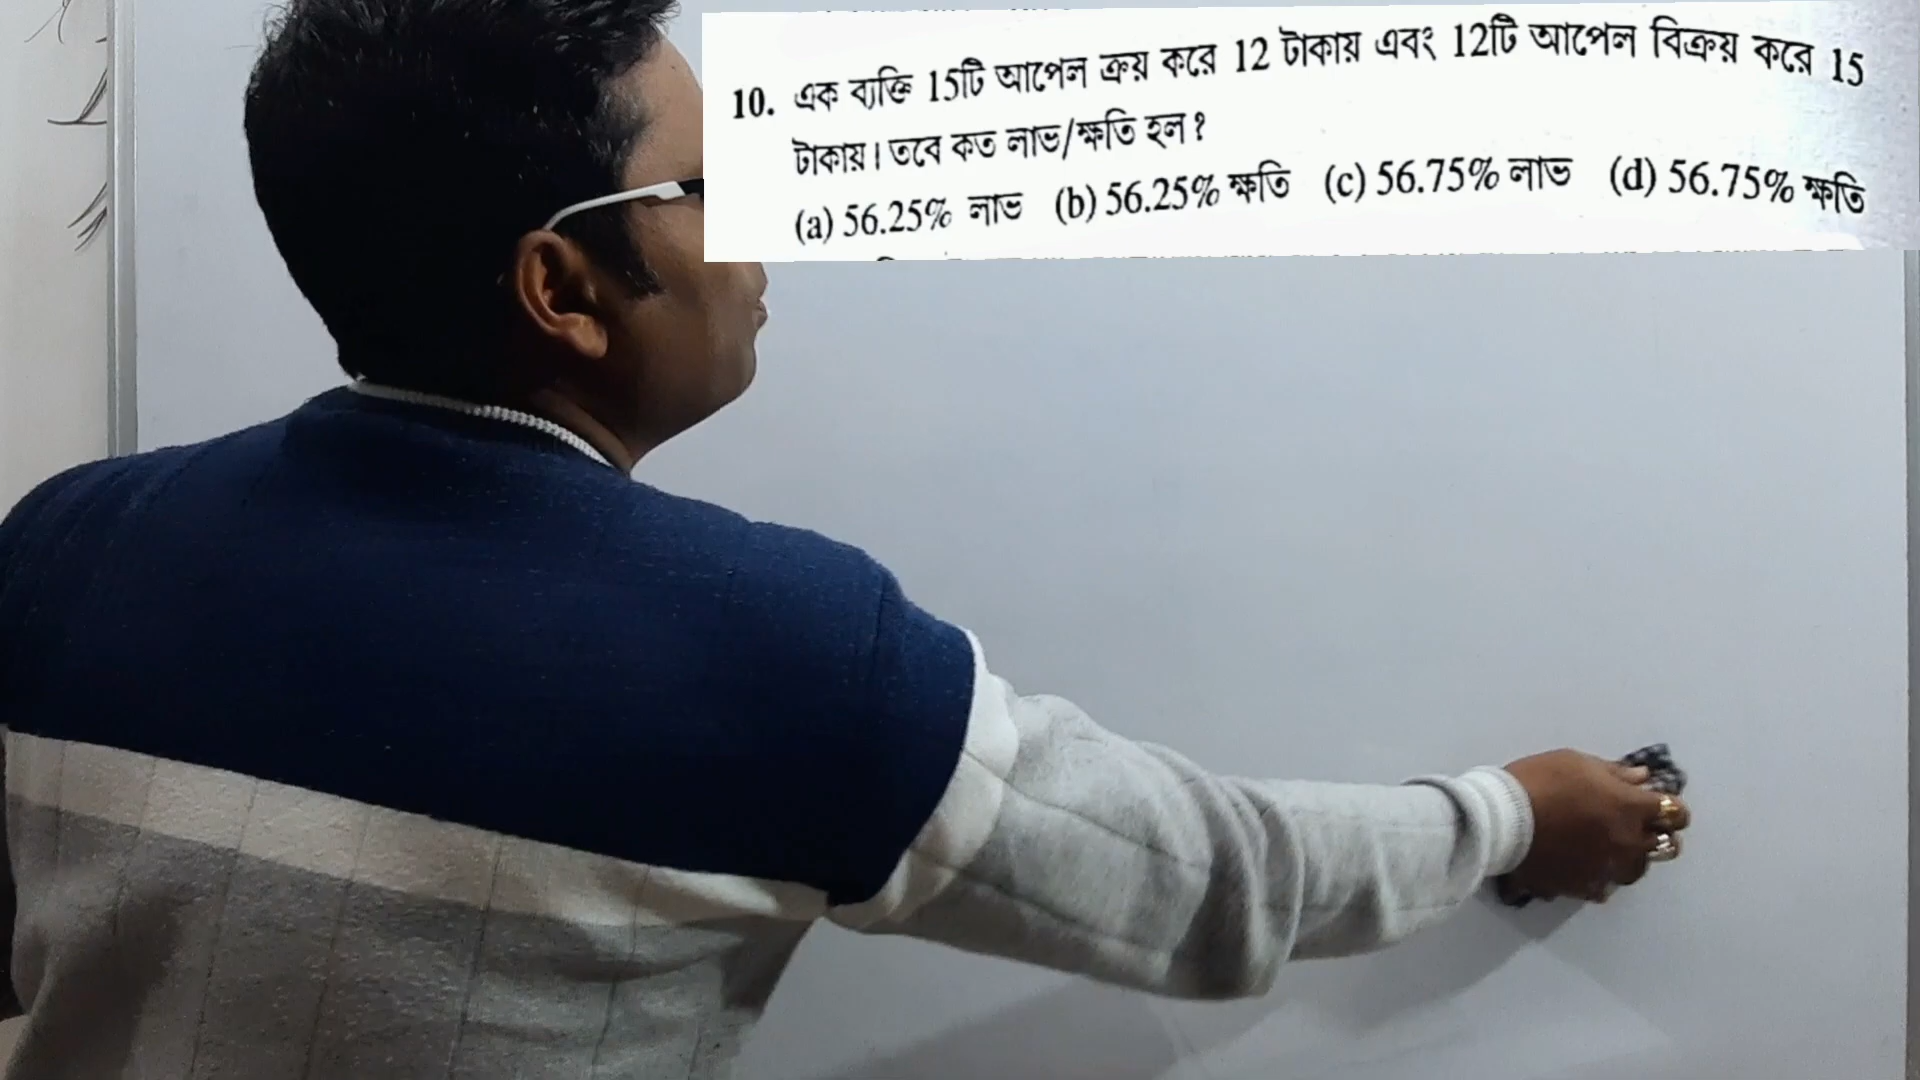 10. এক ব্যক্তি 15টি আপেল ক্রয় করে 12 টাকায় এবং 12টি আপেল বিক্রয় করে 15
টাকায়। তবে কত লাভ/ক্ষতি হল?
(a) 56.25% লাভ (b) 56.25% ক্ষতি (c) 56.75% লাভ (d) 56.75% ক্ষতি